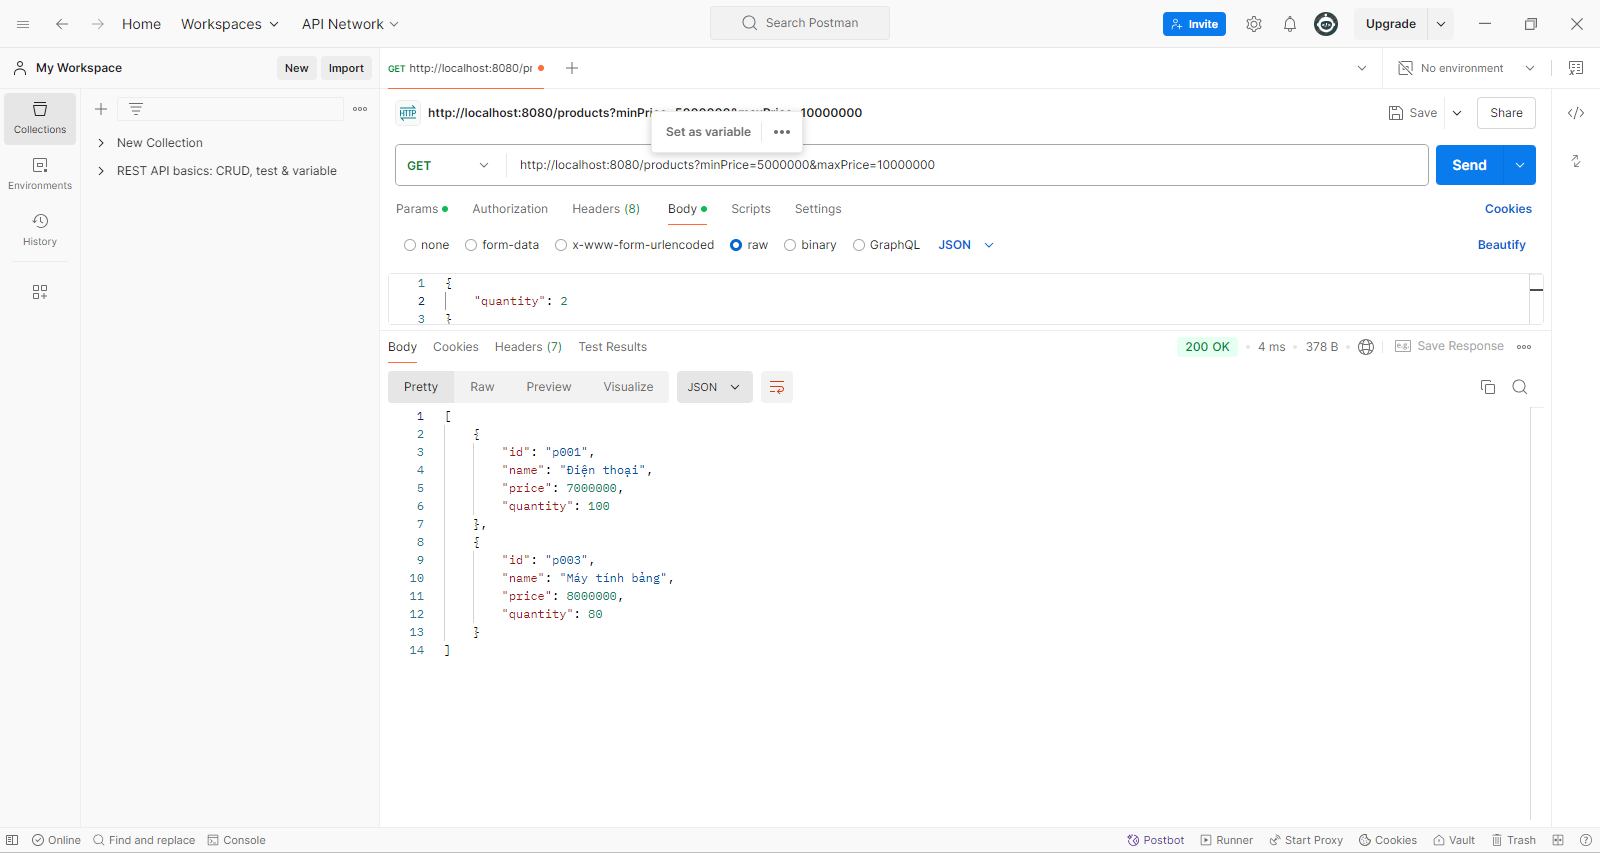 Home
Workspaces
API Network
Search Postman
Invite
Upgrade
My Workspace
New
Import
GET http://localhost:8080/pr
No environment
Collections
Environments
History
New Collection
REST API basics: CRUD, test & variable
HTTP
http://localhost:8080/products?minPrice=5000000&maxPrice=10000000
Save
Share
Set as variable
GET
http://localhost:8080/products?minPrice=5000000&maxPrice=10000000
Send
Params
Authorization
Headers (8)
Body
Scripts
Settings
Cookies
none
form-data
x-www-form-urlencoded
raw
binary
GraphQL
JSON
Beautify
1 {
2 "quantity": 2
3 }
Body
Cookies
Headers (7)
Test Results
200 OK
4 ms
378 B
e.g.
Save Response
Pretty
Raw
Preview
Visualize
JSON
1 [
2 {
3 "id": "p001",
4 "name": "Điện thoại",
5 "price": 7000000,
6 "quantity": 100
7 },
8 {
9 "id": "p003",
10 "name": "Máy tính bảng",
11 "price": 8000000,
12 "quantity": 80
13 }
14 ]
Online
Find and replace
Console
Postbot
Runner
Start Proxy
Cookies
Vault
Trash